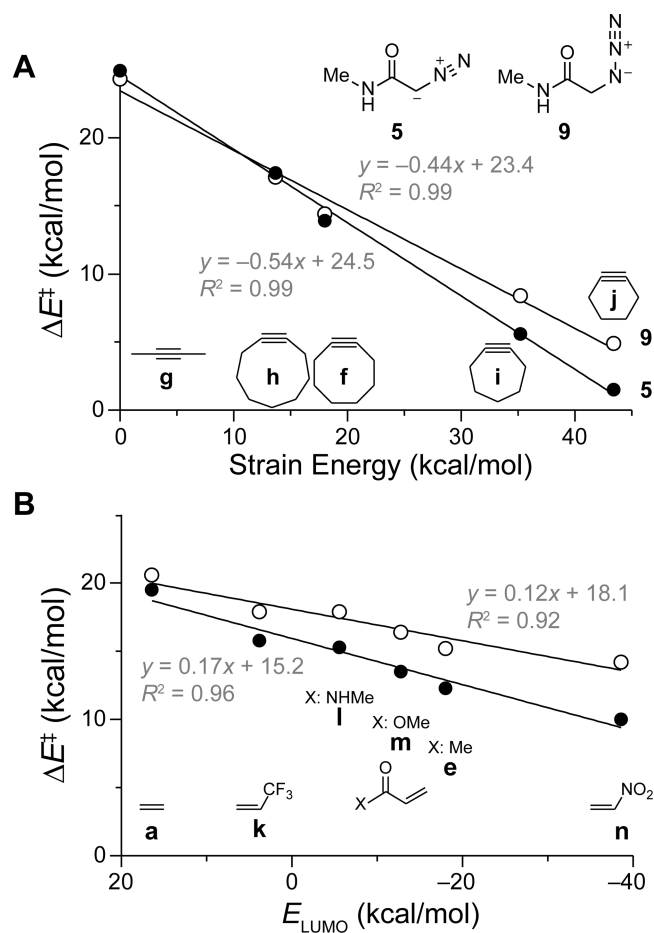 A
ΔE‡ (kcal/mol)
20
10
0
0
10
20
30
40
Strain Energy (kcal/mol)
O
Me
N
H
N
+
N
−
5
O
Me
N
H
N
N
+
N
−
9
y = –0.44x + 23.4
R² = 0.99
y = –0.54x + 24.5
R² = 0.99
g
h
f
i
j
9
5
B
ΔE‡ (kcal/mol)
20
10
0
20
0
–20
–40
E LUMO (kcal/mol)
y = 0.12x + 18.1
R² = 0.92
y = 0.17x + 15.2
R² = 0.96
X: NHMe
l
X: OMe
m
X: Me
e
a
CF₃
k
O
X
NO₂
n